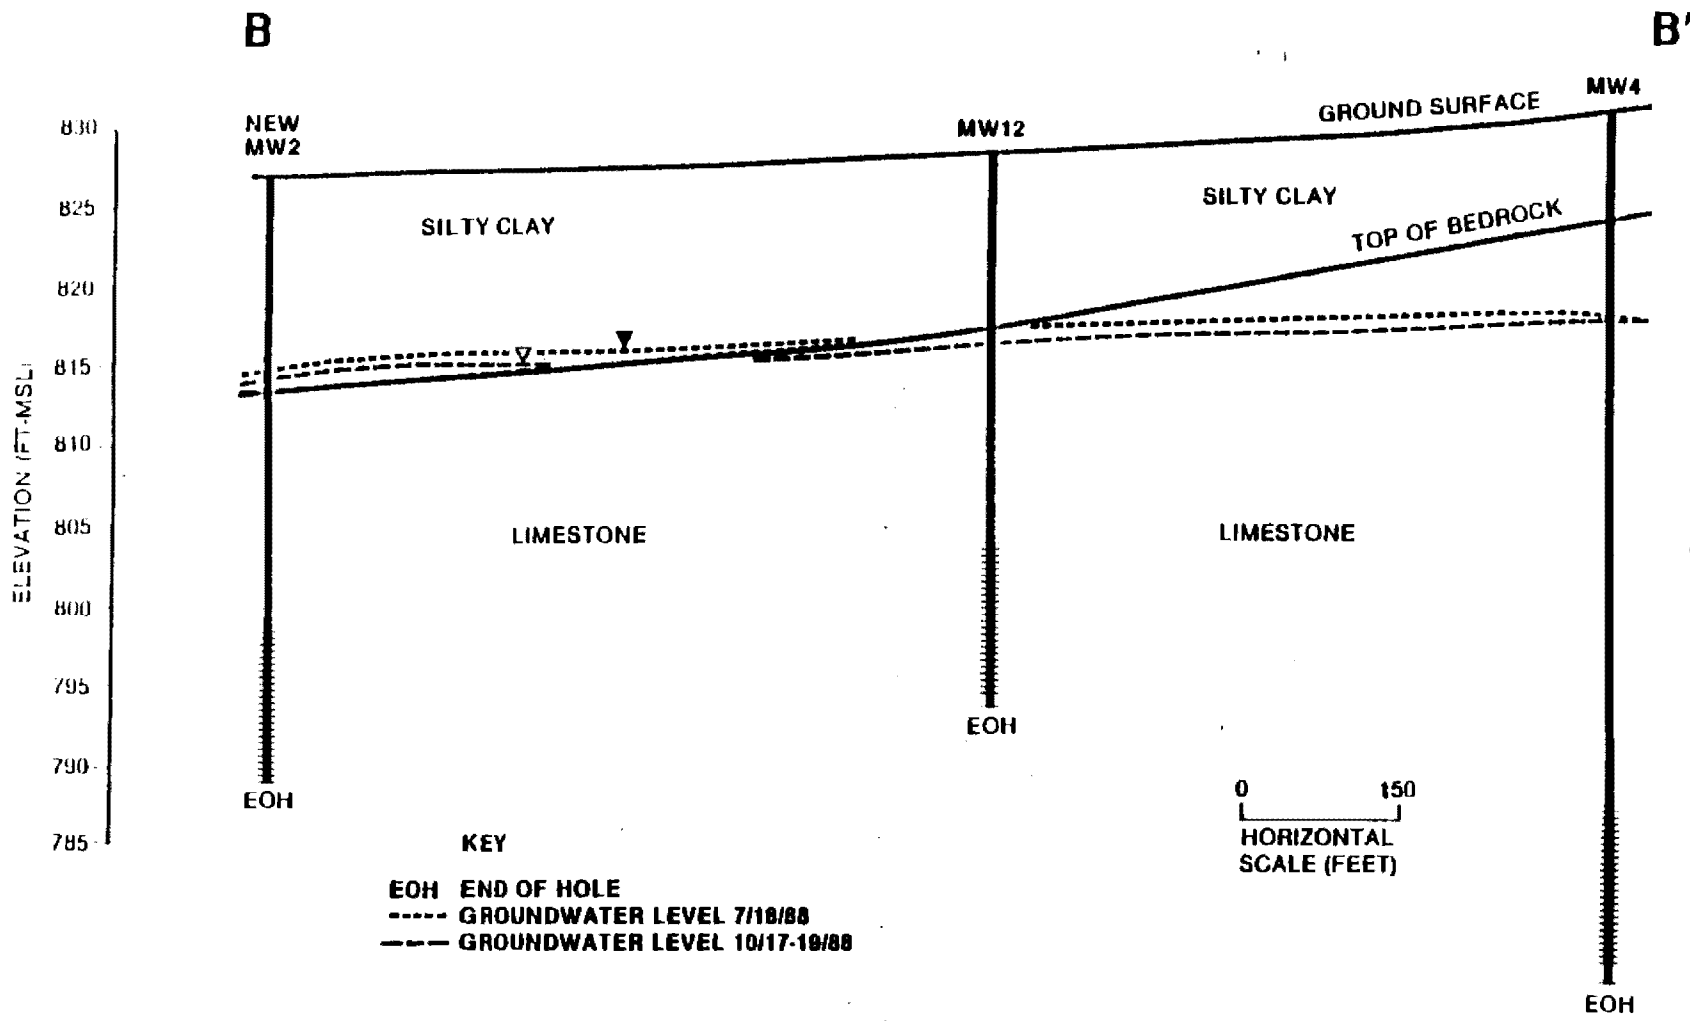 B
B'
NEW
MW2
MW12
MW4
GROUND SURFACE
830
825
820
815
810
805
800
795
790
785
ELEVATION (FT-MSL)
SILTY CLAY
SILTY CLAY
TOP OF BEDROCK
LIMESTONE
LIMESTONE
EOH
EOH
EOH
0 150
HORIZONTAL
SCALE (FEET)
KEY
EOH END OF HOLE
GROUNDWATER LEVEL 7/18/88
GROUNDWATER LEVEL 10/17-19/88